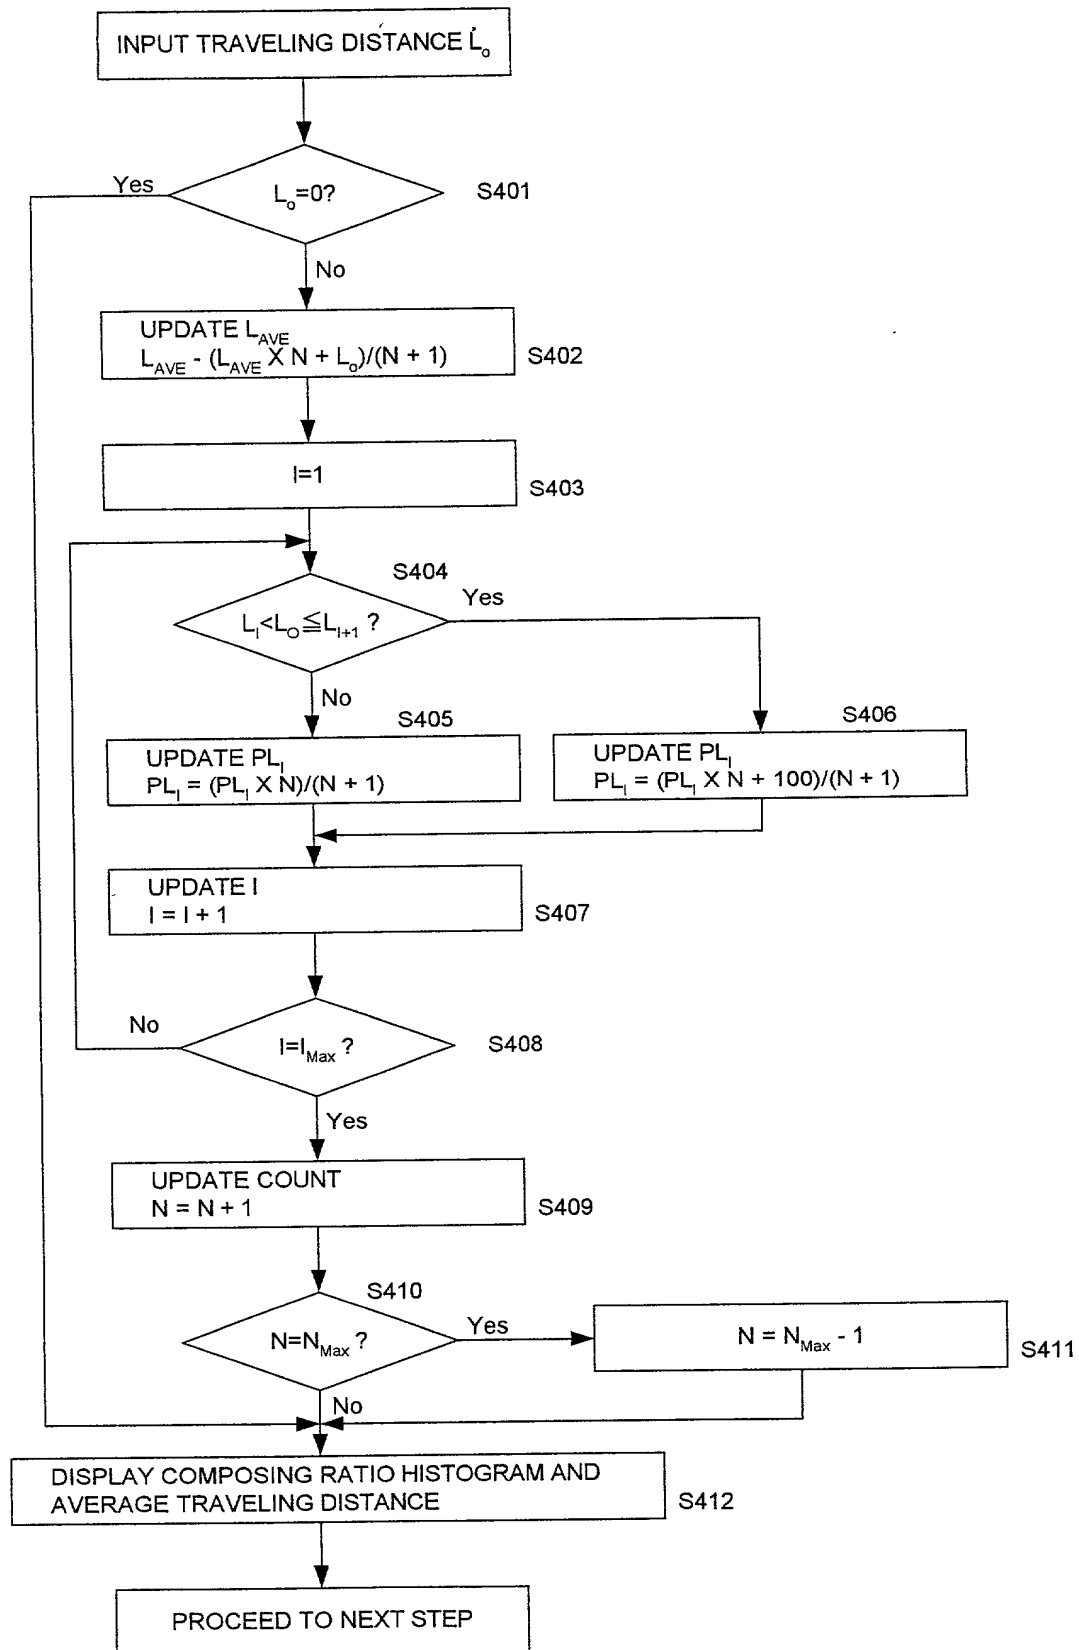 INPUT TRAVELING DISTANCE Lo
Yes
Lo=0?
S401
No
UPDATE LAVE
LAVE - (LAVE X N + Lo)/(N + 1)
S402
I=1
S403
S404
LI<LO≦LI+1 ?
Yes
No
S405
S406
UPDATE PLI
PLI = (PLI X N)/(N + 1)
UPDATE PLI
PLI = (PLI X N + 100)/(N + 1)
UPDATE I
I = I + 1
S407
No
I=IMax ?
S408
Yes
UPDATE COUNT
N = N + 1
S409
S410
N=NMax ?
Yes
N = NMax - 1
S411
No
DISPLAY COMPOSING RATIO HISTOGRAM AND
AVERAGE TRAVELING DISTANCE
S412
PROCEED TO NEXT STEP